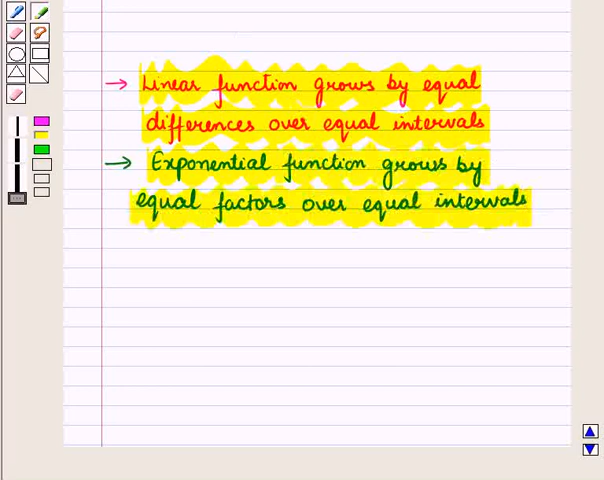 → Linear function grows by equal
differences over equal intervals
→ Exponential function grows by
equal factors over equal intervals